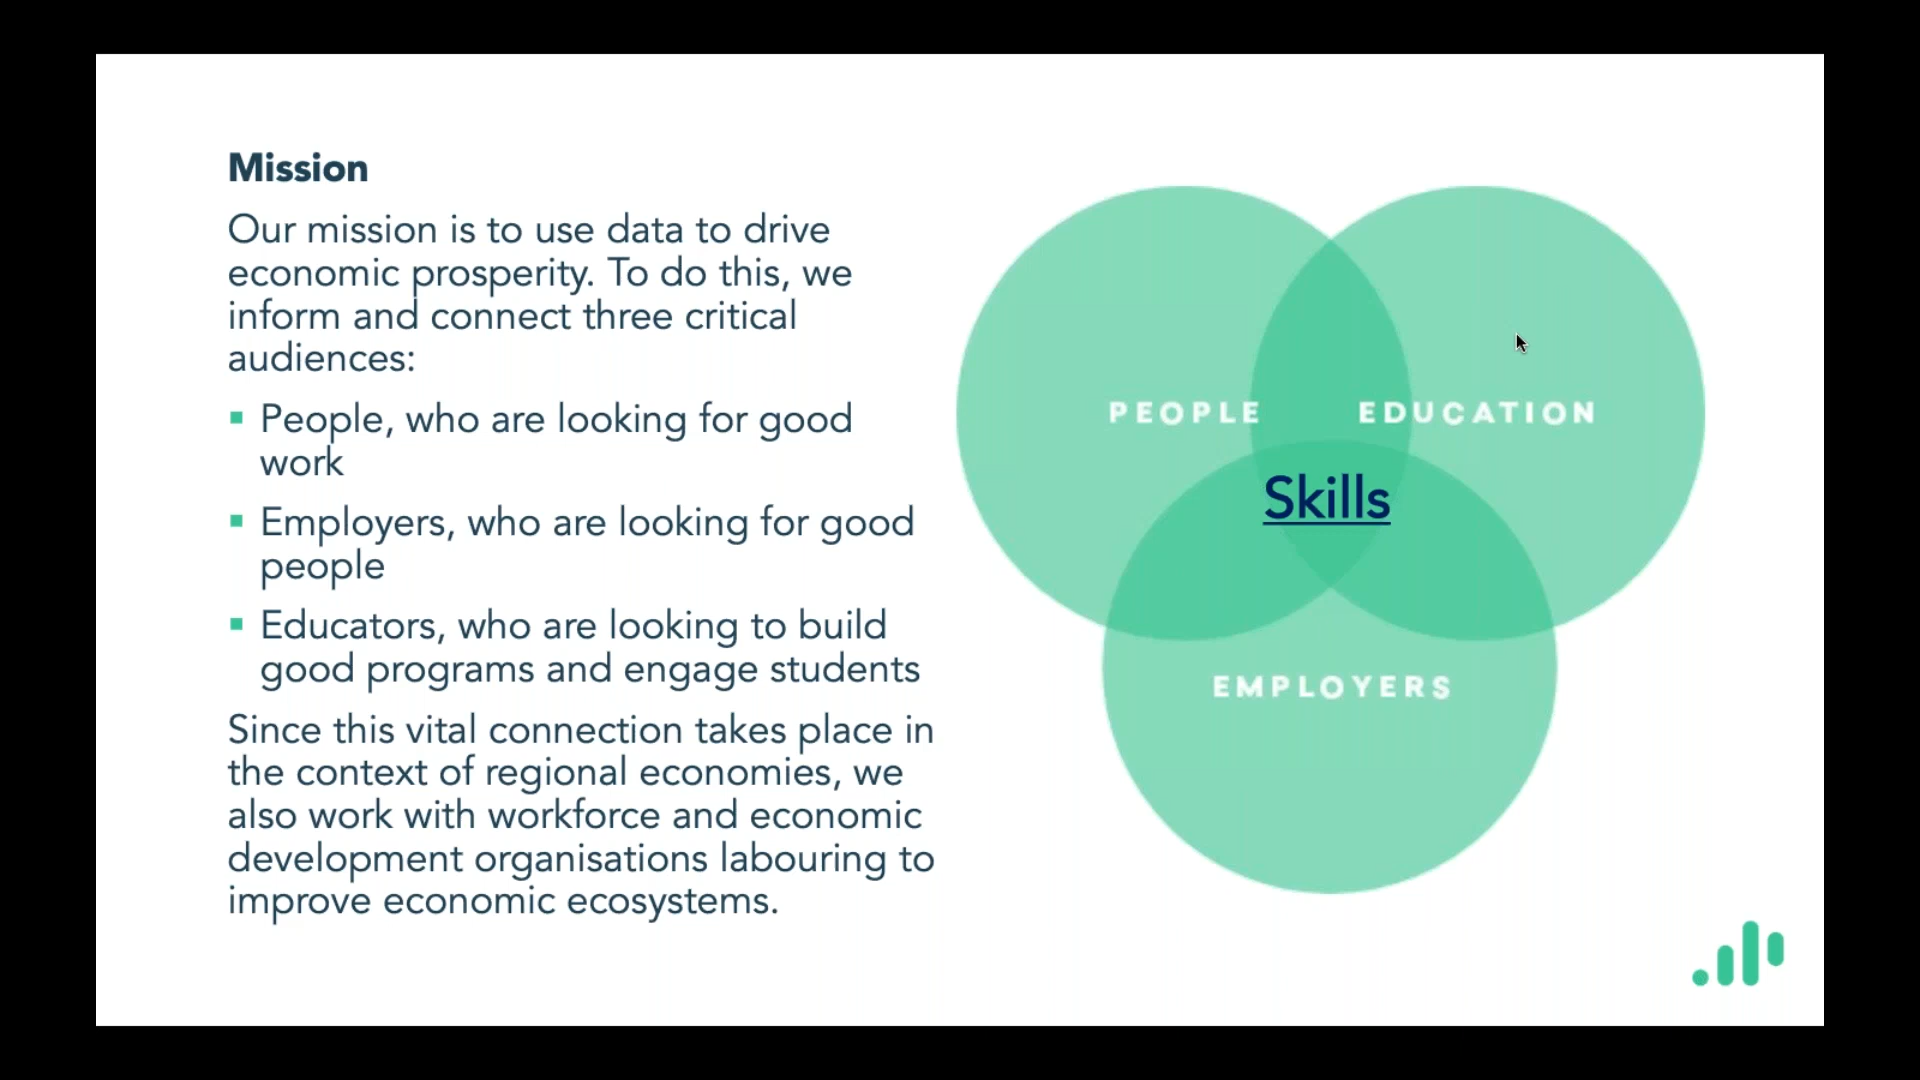 Mission
Our mission is to use data to drive
economic prosperity. To do this, we
inform and connect three critical
audiences:
People, who are looking for good
work
Employers, who are looking for good
people
Educators, who are looking to build
good programs and engage students
Since this vital connection takes place in
the context of regional economies, we
also work with workforce and economic
development organisations labouring to
improve economic ecosystems.
PEOPLE
EDUCATION
Skills
EMPLOYERS